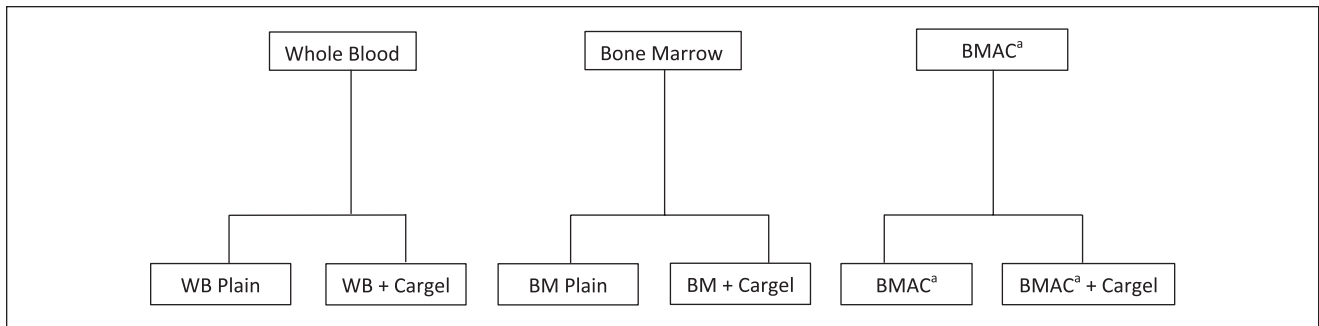 Whole Blood
Bone Marrow
BMACᵃ
WB Plain
WB + Cargel
BM Plain
BM + Cargel
BMACᵃ
BMACᵃ + Cargel